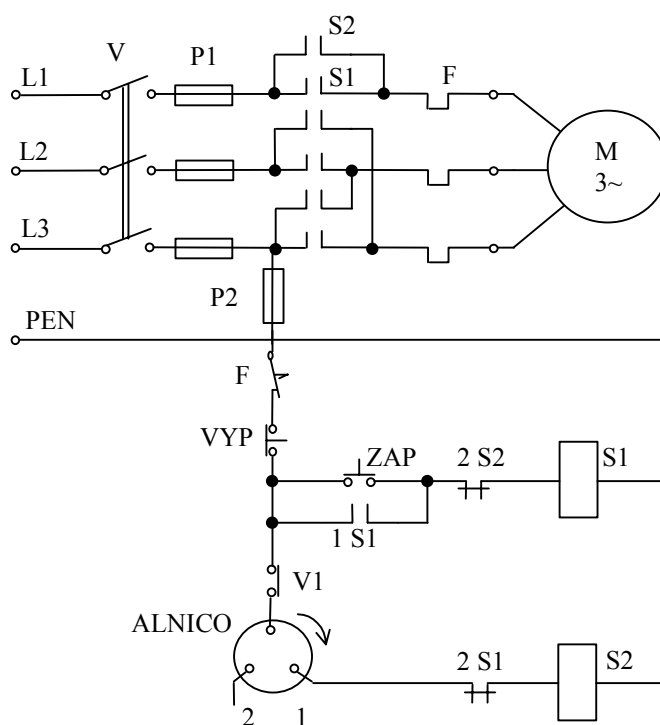 S2
V
P1
L1
S1
F
L2
M
3~
L3
P2
PEN
F
VYP
ZAP
2 S2
S1
1 S1
V1
ALNICO
2 S1
S2
2
1